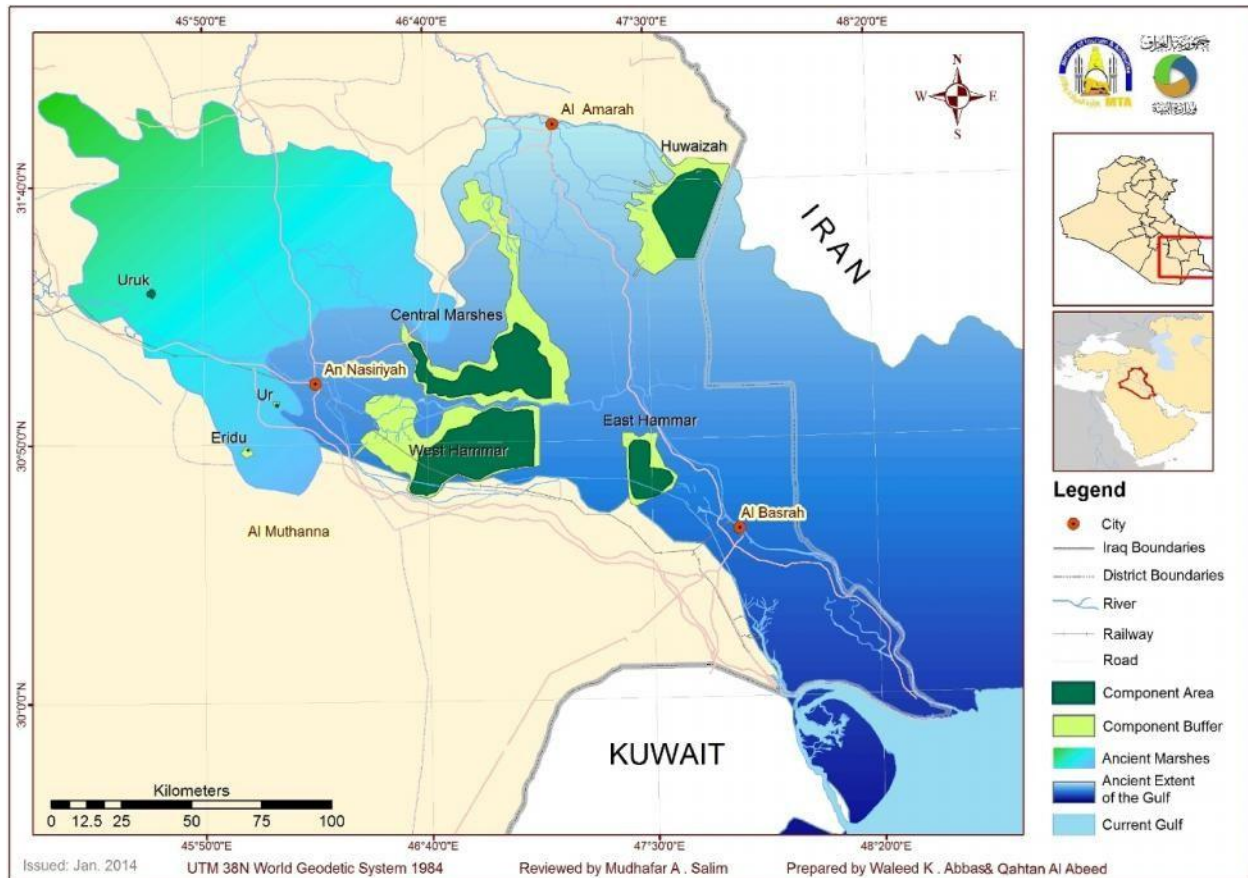 45°50'0"E
46°40'0"E
47°30'0"E
48°20'0"E
31°40'0"N
30°50'0"N
30°0'0"N
Al Amarah
Huwaizah
IRAN
Uruk
Central Marshes
An Nasiriyah
Ur
Eridu
West Hammar
East Hammar
Al Basrah
Al Muthanna
KUWAIT
N
W
E
S
Kilometers
0 12.5 25 50 75 100
45°50'0"E
46°40'0"E
47°30'0"E
48°20'0"E
MTA
جمهورية العراق
وزارة البيئة
Legend
City
Iraq Boundaries
District Boundaries
River
Railway
Road
Component Area
Component Buffer
Ancient Marshes
Ancient Extent
of the Gulf
Current Gulf
Issued: Jan. 2014
UTM 38N World Geodetic System 1984
Reviewed by Mudhafar A . Salim
Prepared by Waleed K . Abbas& Qahtan Al Abeed